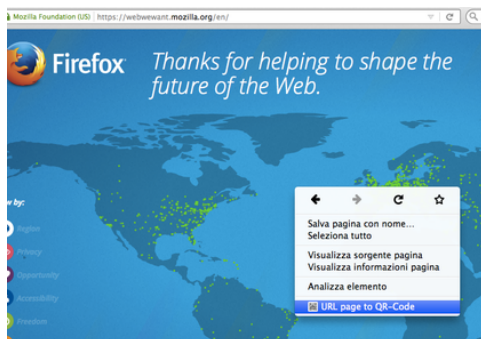 Mozilla Foundation (US) https://webwewant.mozilla.org/en/
Firefox
Thanks for helping to shape the
future of the Web.
w by:
Region
Privacy
Opportunity
Accessibility
Freedom
Salva pagina con nome...
Seleziona tutto
Visualizza sorgente pagina
Visualizza informazioni pagina
Analizza elemento
URL page to QR-Code